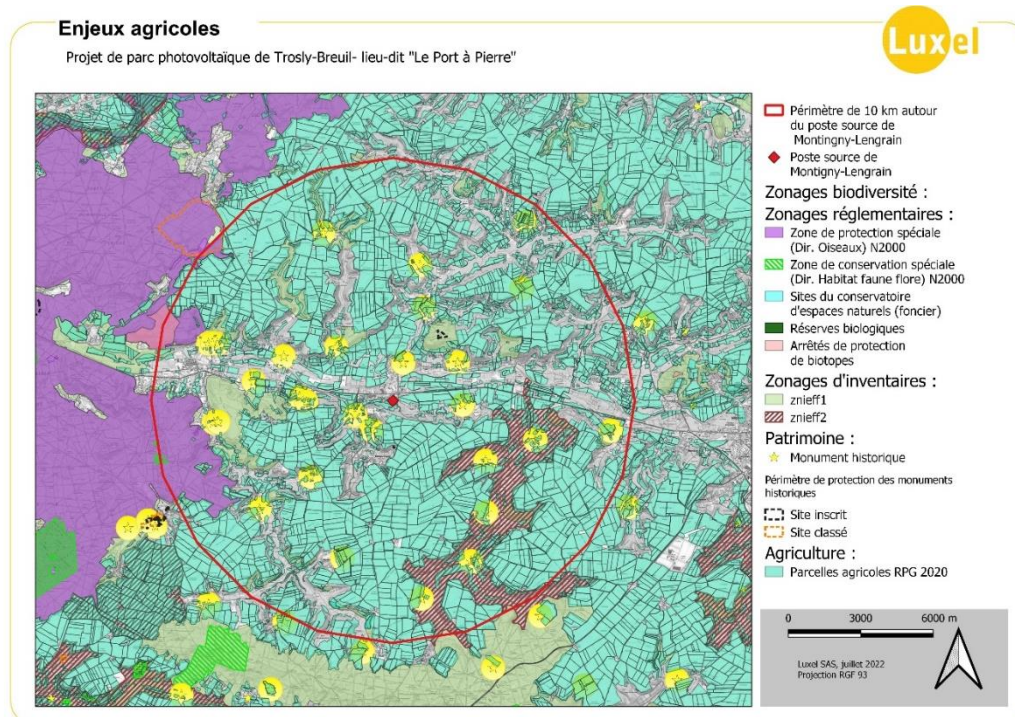 Enjeux agricoles
Projet de parc photovoltaïque de Trosly-Breuil- lieu-dit "Le Port à Pierre"
Luxel
Périmètre de 10 km autour
du poste source de
Montingny-Lengrain
Poste source de
Montigny-Lengrain
Zonages biodiversité :
Zonages réglementaires :
Zone de protection spéciale
(Dir. Oiseaux) N2000
Zone de conservation spéciale
(Dir. Habitat faune flore) N2000
Sites du conservatoire
d'espaces naturels (foncier)
Réserves biologiques
Arrêtés de protection
de biotopes
Zonages d'inventaires :
znieff1
znieff2
Patrimoine :
Monument historique
Périmètre de protection des monuments
historiques
Site inscrit
Site classé
Agriculture :
Parcelles agricoles RPG 2020
0 3000 6000 m
Luxel SAS, juillet 2022
Projection RGF 93